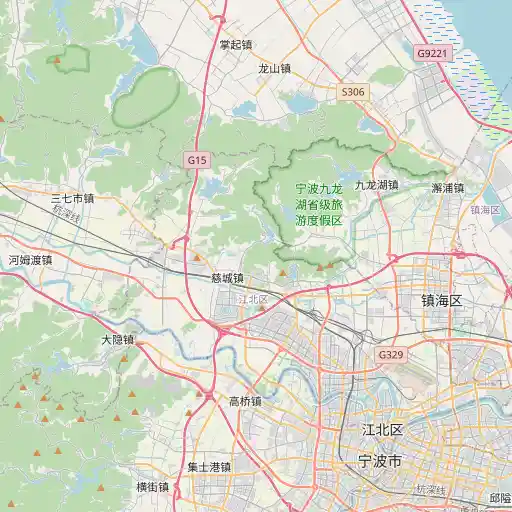 掌起镇
G9221
龙山镇
S306
G15
宁波九龙
湖省级旅
游度假区
九龙湖镇
澥浦镇
三七市镇
杭深线
镇海区
河姆渡镇
慈城镇
江北区
镇海区
大隐镇
G329
高桥镇
江北区
宁波市
集士港镇
横街镇
杭深线
邱隘